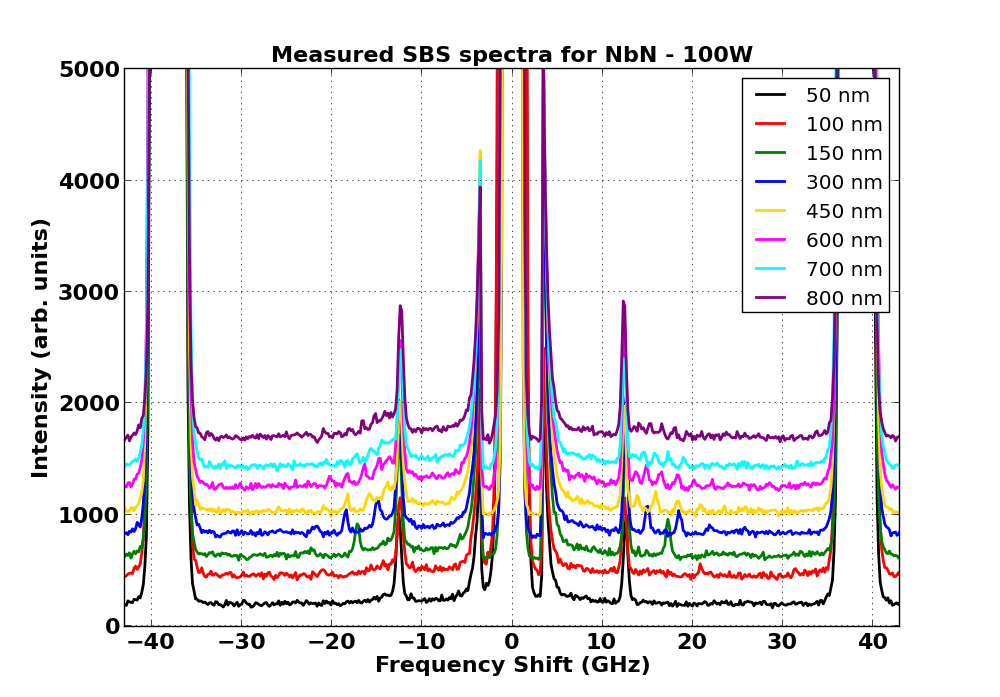 Measured SBS spectra for NbN - 100W
Intensity (arb. units)
5000
4000
3000
2000
1000
0
50 nm
100 nm
150 nm
300 nm
450 nm
600 nm
700 nm
800 nm
−40 −30 −20 −10 0 10 20 30 40
Frequency Shift (GHz)